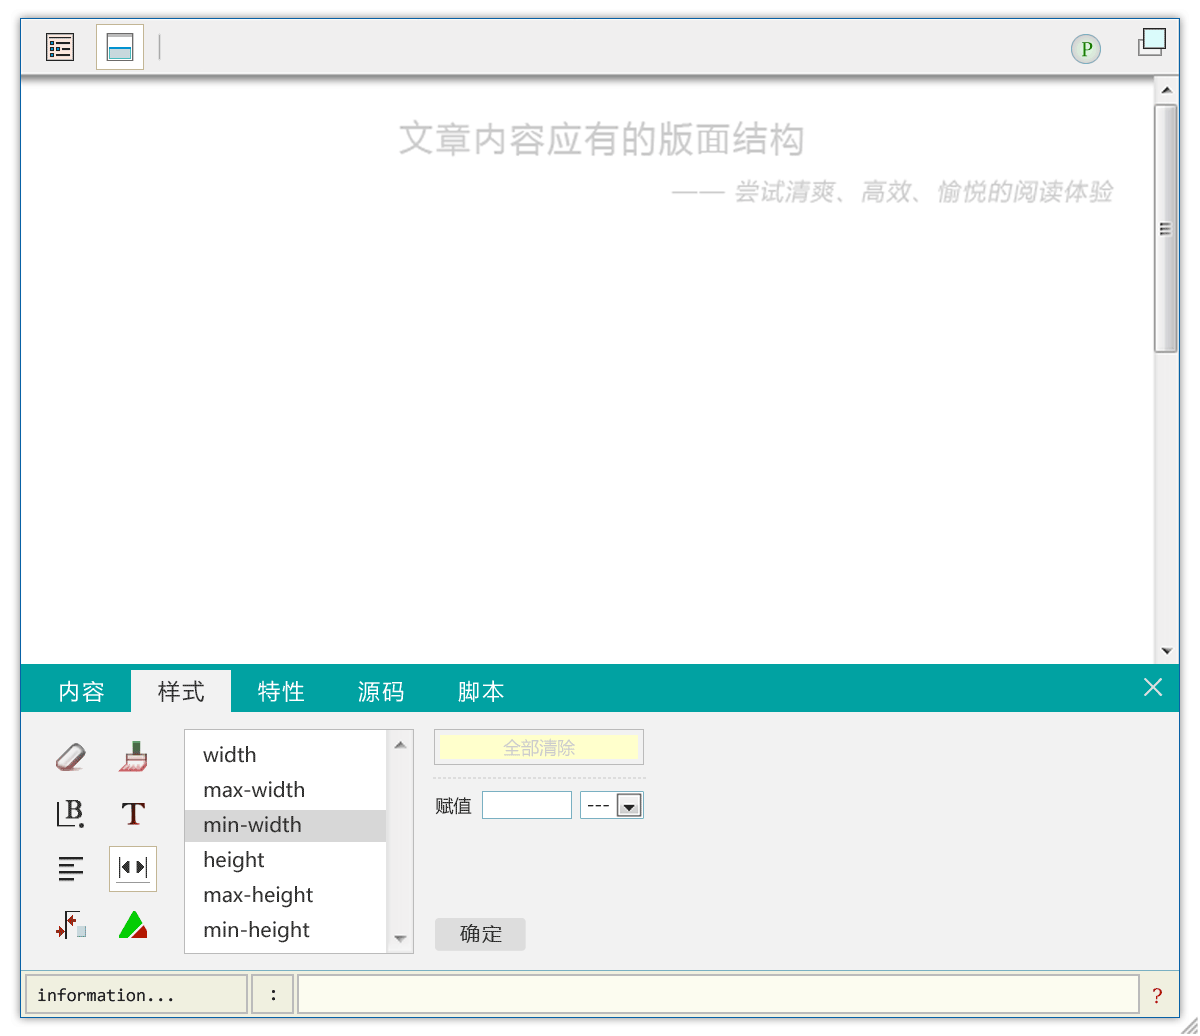 P
文章内容应有的版面结构
—— 尝试清爽、高效、愉悦的阅读体验
内容 样式 特性 源码 脚本
B
T
width
max-width
min-width
height
max-height
min-height
全部清除
赋值 ---
确定
information... : ?